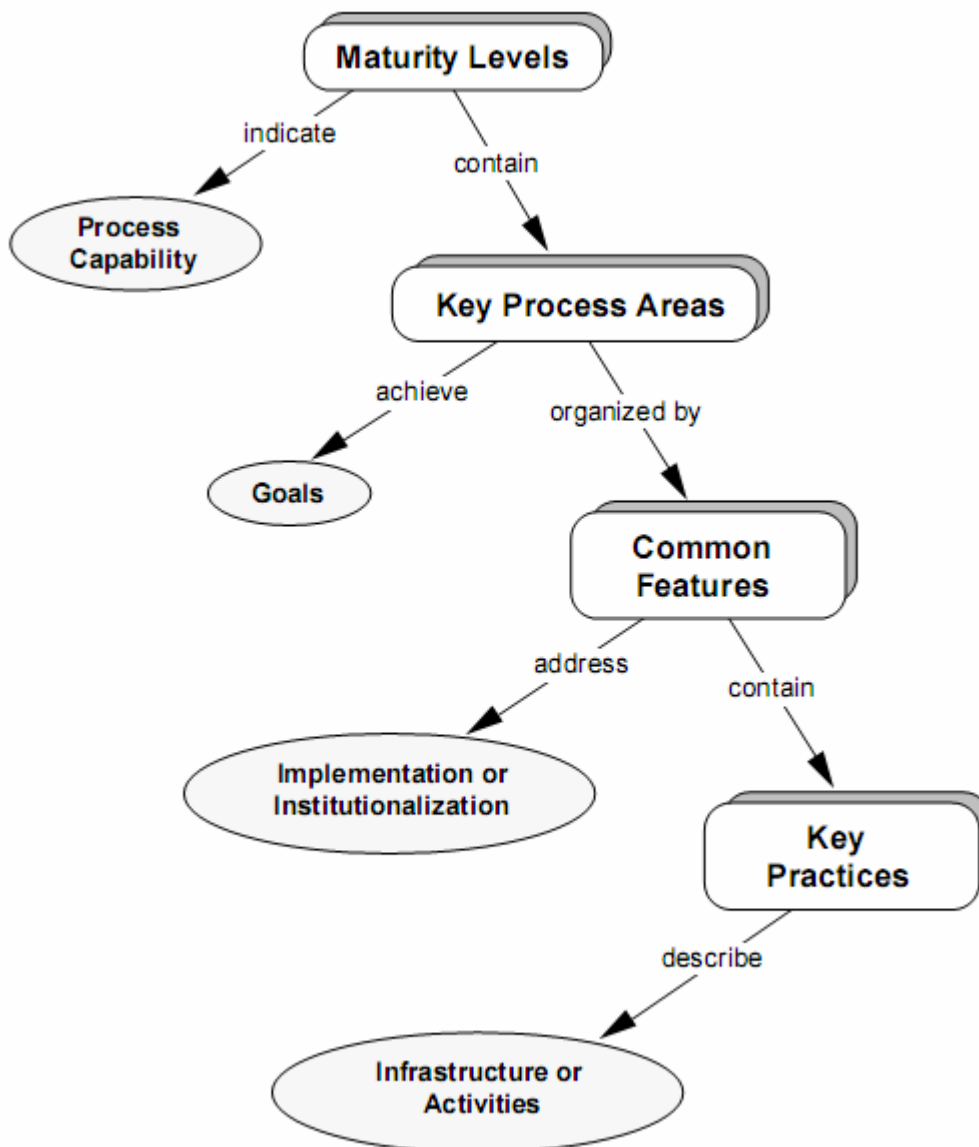 Maturity Levels
indicate
contain
Process
Capability
Key Process Areas
achieve
organized by
Goals
Common
Features
address
contain
Implementation or
Institutionalization
Key
Practices
describe
Infrastructure or
Activities